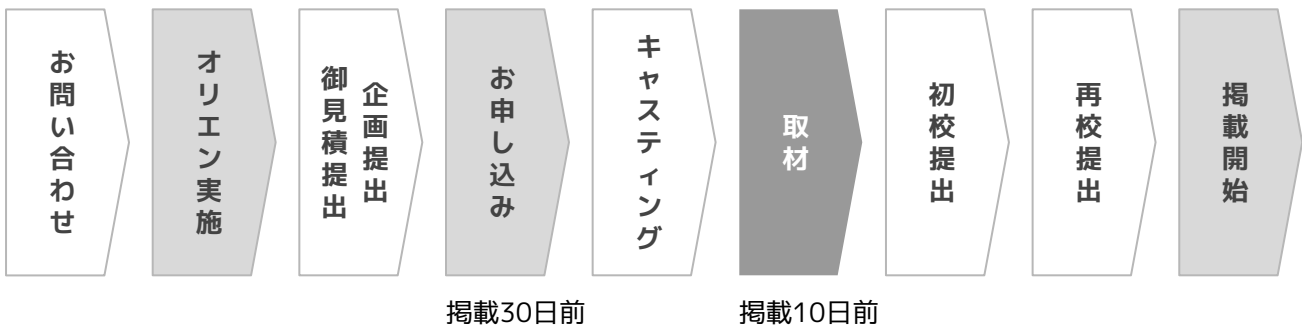 お問い合わせ
オリエン実施
企画提出
御見積提出
お申し込み
キャスティング
取材
初校提出
再校提出
掲載開始
掲載30日前
掲載10日前